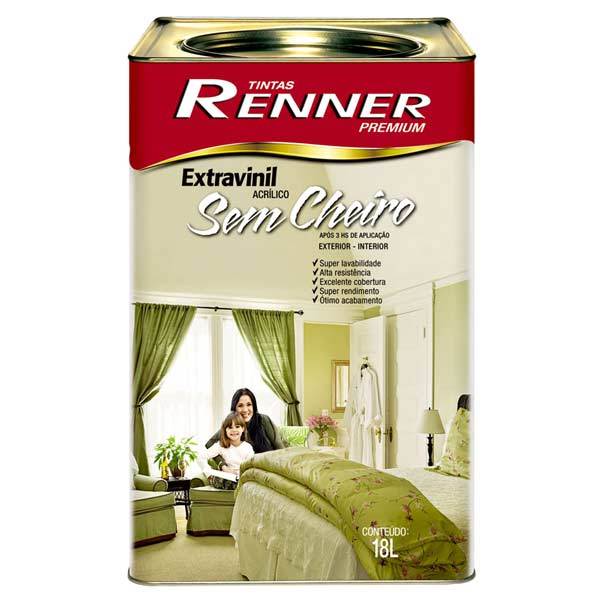 TINTAS
RENNER
PREMIUM
Extravinil
ACRÍLICO
Sem Cheiro
APÓS 3 HS DE APLICAÇÃO
EXTERIOR - INTERIOR
✓ Super lavabilidade
✓ Alta resistência
✓ Excelente cobertura
✓ Super rendimento
✓ Ótimo acabamento
CONTEÚDO:
18L